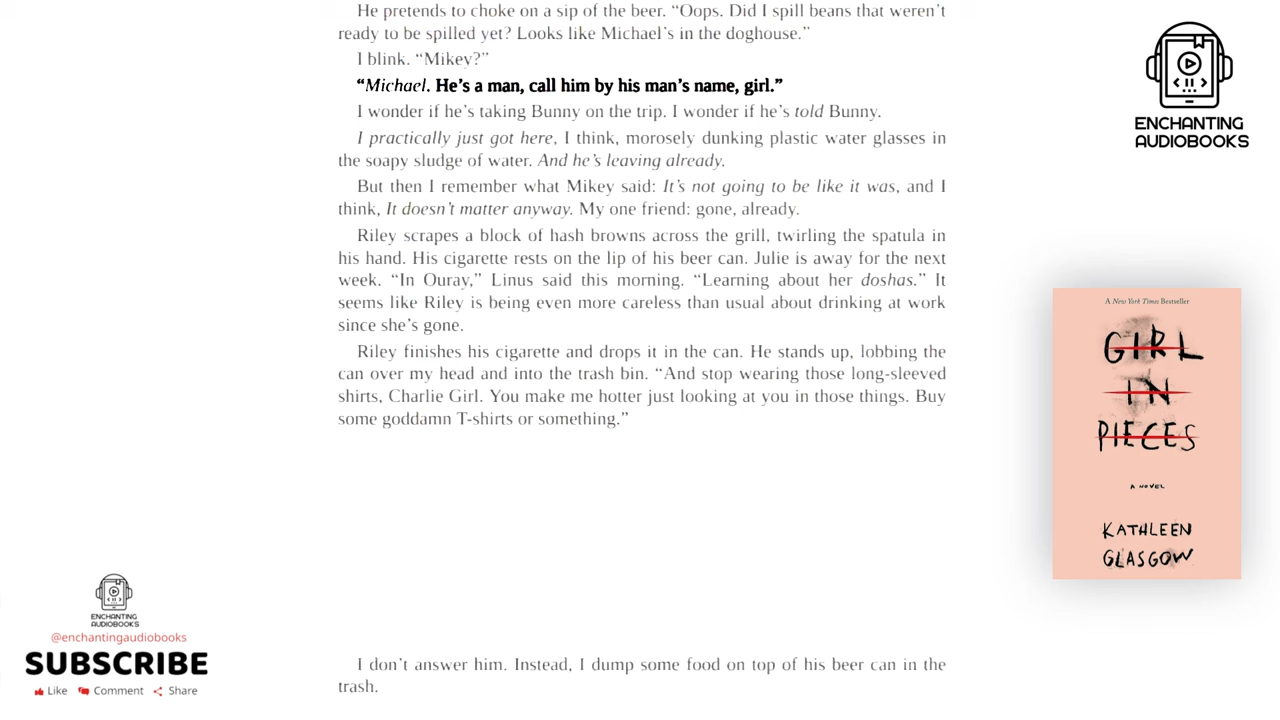 He pretends to choke on a sip of the beer. “Oops. Did I spill beans that weren’t
ready to be spilled yet? Looks like Michael’s in the doghouse.”
I blink. “Mikey?”
“Michael. He’s a man, call him by his man’s name, girl.”
I wonder if he’s taking Bunny on the trip. I wonder if he’s told Bunny.
I practically just got here, I think, morosely dunking plastic water glasses in
the soapy sludge of water. And he’s leaving already.
But then I remember what Mikey said: It’s not going to be like it was, and I
think, It doesn’t matter anyway. My one friend: gone, already.
Riley scrapes a block of hash browns across the grill, twirling the spatula in
his hand. His cigarette rests on the lip of his beer can. Julie is away for the next
week. “In Ouray,” Linus said this morning. “Learning about her doshas.” It
seems like Riley is being even more careless than usual about drinking at work
since she’s gone.
Riley finishes his cigarette and drops it in the can. He stands up, lobbing the
can over my head and into the trash bin. “And stop wearing those long-sleeved
shirts, Charlie Girl. You make me hotter just looking at you in those things. Buy
some goddamn T-shirts or something.”
I don’t answer him. Instead, I dump some food on top of his beer can in the
trash.
ENCHANTING
AUDIOBOOKS
A New York Times Bestseller
GIRL
IN
PIECES
A NOVEL
KATHLEEN
GLASGOW
ENCHANTING
AUDIOBOOKS
@enchantingaudiobooks
SUBSCRIBE
Like Comment Share